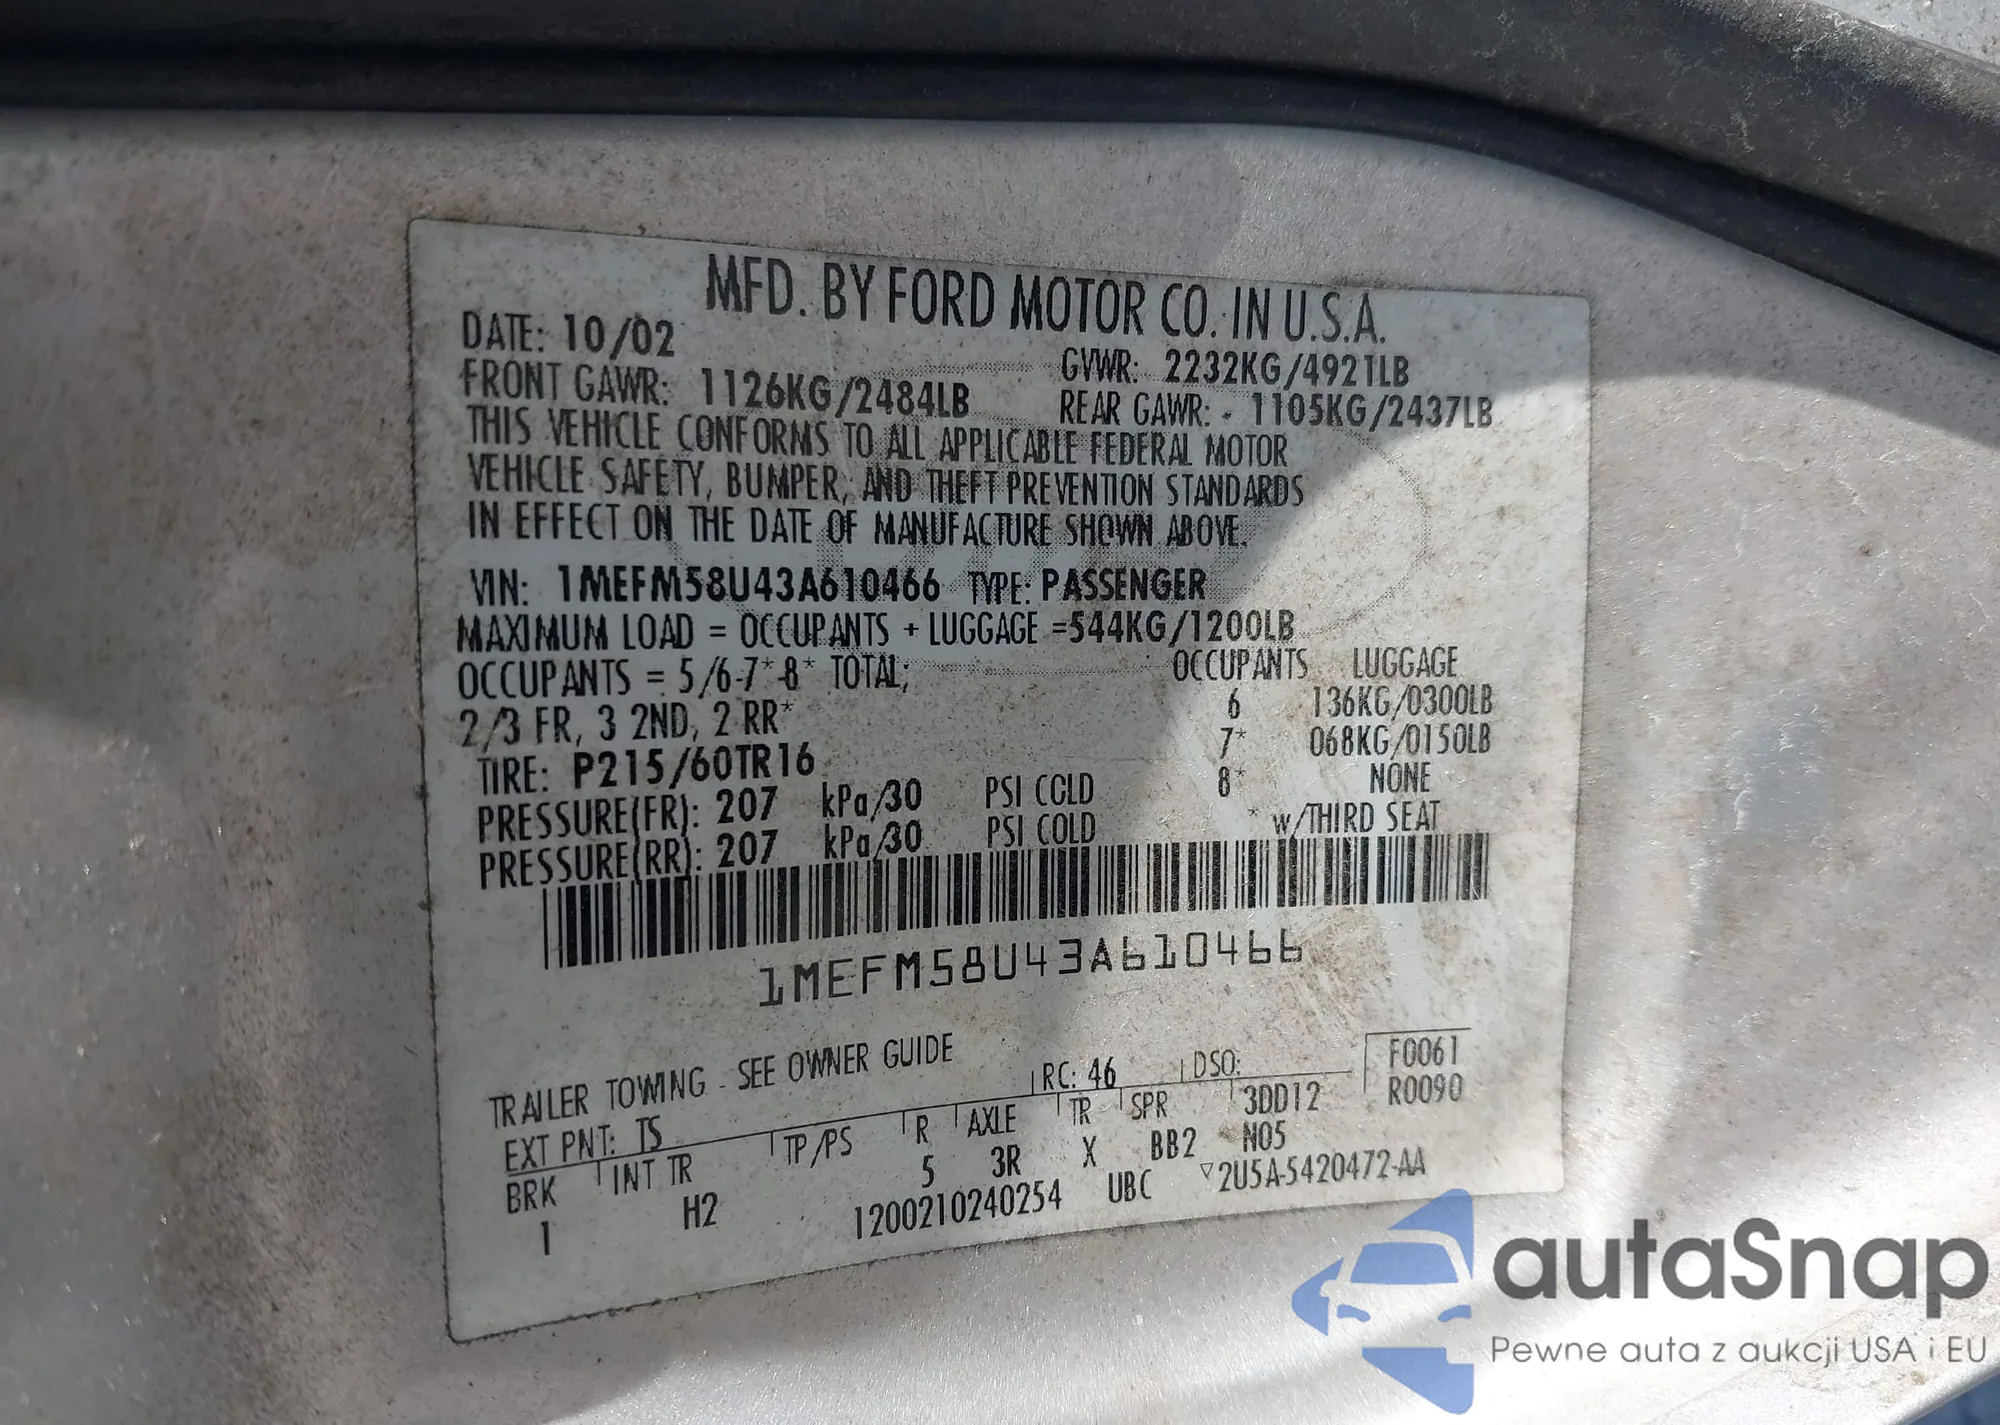 MFD. BY FORD MOTOR CO. IN U.S.A.
DATE: 10/02 GVWR: 2232KG/4921LB
FRONT GAWR: 1126KG/2484LB REAR GAWR: 1105KG/2437LB
THIS VEHICLE CONFORMS TO ALL APPLICABLE FEDERAL MOTOR
VEHICLE SAFETY, BUMPER, AND THEFT PREVENTION STANDARDS
IN EFFECT ON THE DATE OF MANUFACTURE SHOWN ABOVE.
VIN: 1MEFM58U43A610466 TYPE: PASSENGER
MAXIMUM LOAD = OCCUPANTS + LUGGAGE =544KG/1200LB
OCCUPANTS = 5/6-7*-8* TOTAL; OCCUPANTS LUGGAGE
2/3 FR, 3 2ND, 2 RR* 6 136KG/0300LB
TIRE: P215/60TR16 7* 068KG/0150LB
PRESSURE(FR): 207 kPa/30 PSI COLD 8* NONE
PRESSURE(RR): 207 kPa/30 PSI COLD * w/THIRD SEAT
1MEFM58U43A610466
TRAILER TOWING - SEE OWNER GUIDE
EXT PNT: TS RC: 46 DSO: F0061
BRK INT TR TP/PS R AXLE TR SPR 3DD12 R0090
1 H2 5 3R X BB2 N05
1200210240254 UBC ▽2U5A-5420472-AA
autaSnap
Pewne auta z aukcji USA i EU